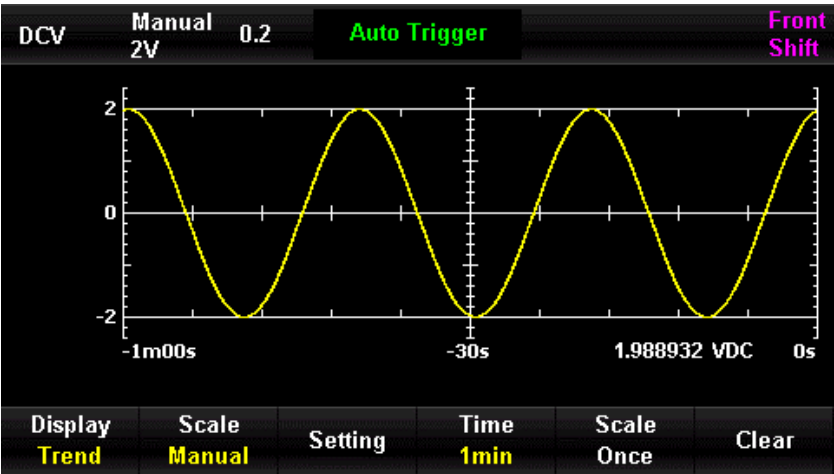 DCV
Manual
2V
0.2
Auto Trigger
Front
Shift
2
0
-2
-1m00s
-30s
1.988932 VDC
0s
Display
Trend
Scale
Manual
Setting
Time
1min
Scale
Once
Clear